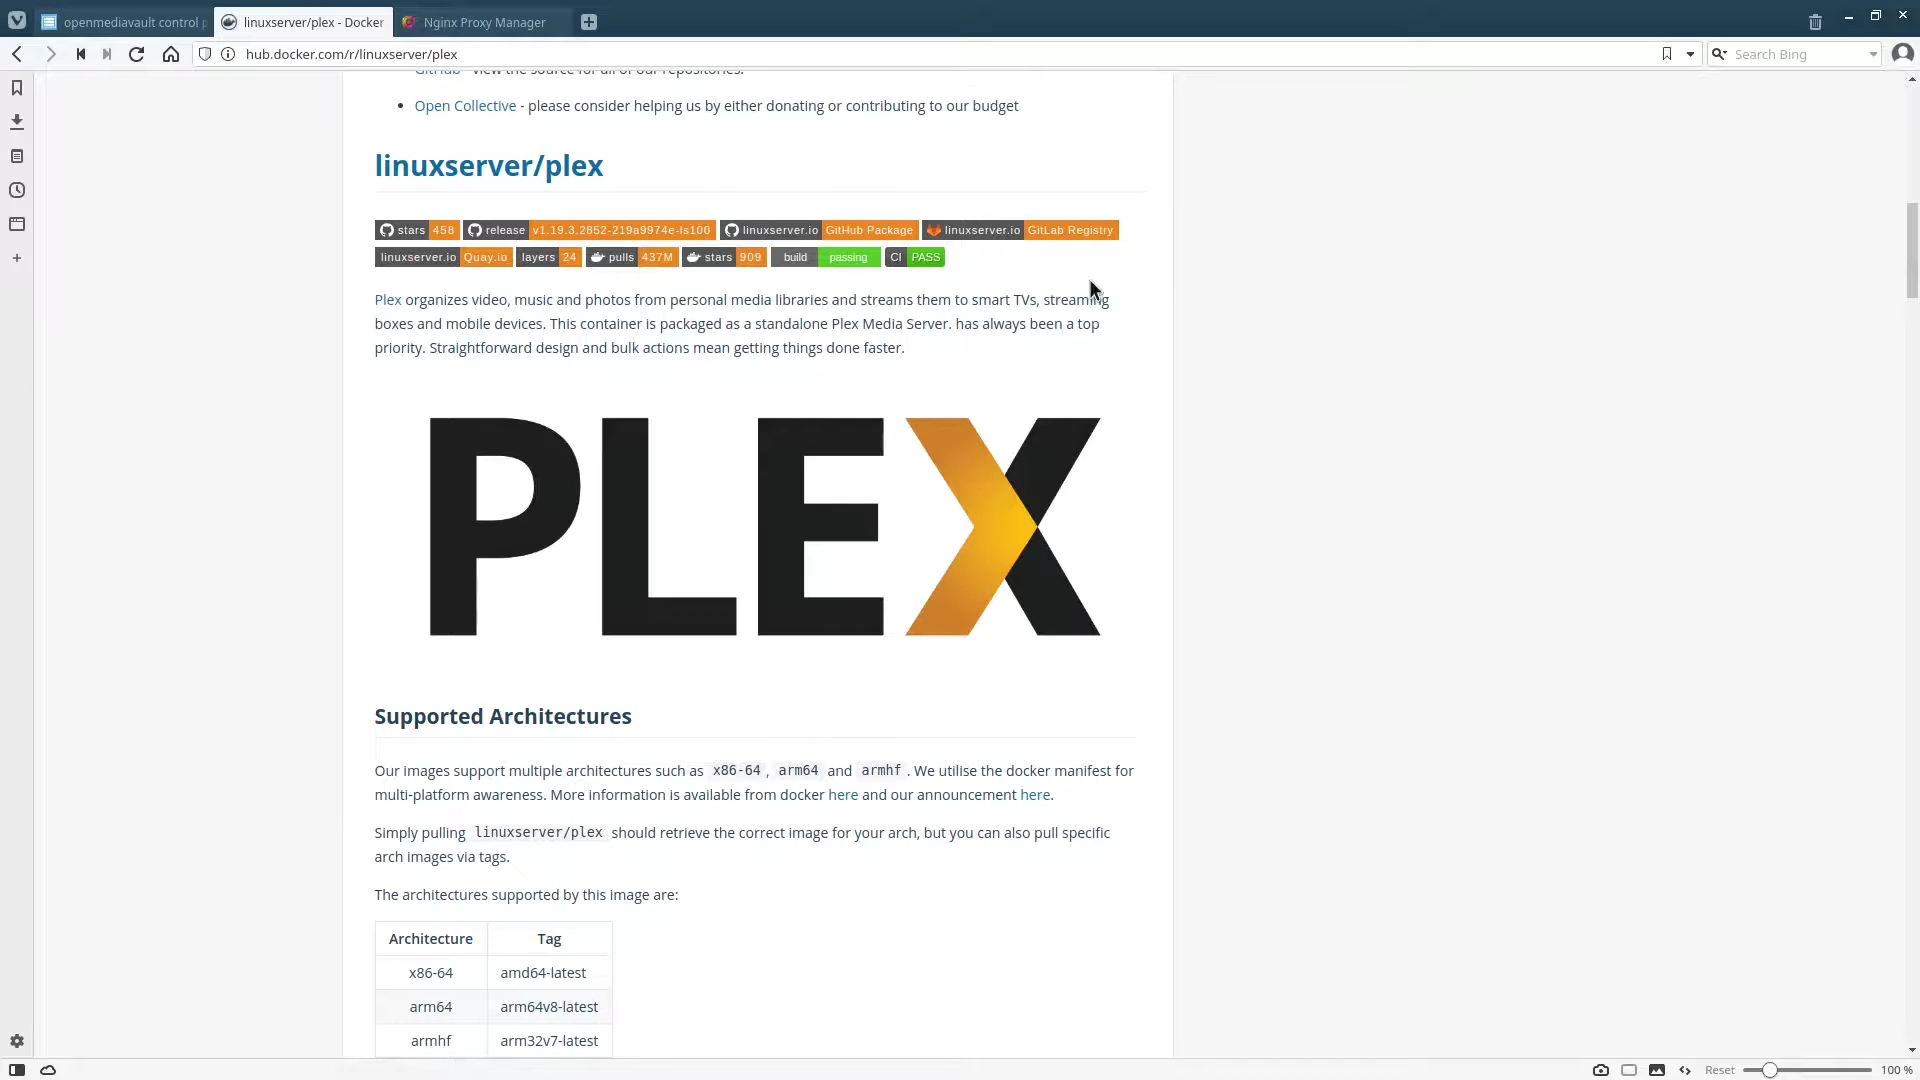 openmediavault control p
linuxserver/plex - Docker
Nginx Proxy Manager
hub.docker.com/r/linuxserver/plex
Search Bing
GitHub - view the source for all of our repositories.
• Open Collective - please consider helping us by either donating or contributing to our budget
linuxserver/plex
stars 458 release v1.19.3.2852-219a9974e-ls100 linuxserver.io GitHub Package linuxserver.io GitLab Registry
linuxserver.io Quay.io layers 24 pulls 437M stars 909 build passing CI PASS
Plex organizes video, music and photos from personal media libraries and streams them to smart TVs, streaming
boxes and mobile devices. This container is packaged as a standalone Plex Media Server. has always been a top
priority. Straightforward design and bulk actions mean getting things done faster.
PLEX
Supported Architectures
Our images support multiple architectures such as x86-64 , arm64 and armhf . We utilise the docker manifest for
multi-platform awareness. More information is available from docker here and our announcement here.
Simply pulling linuxserver/plex should retrieve the correct image for your arch, but you can also pull specific
arch images via tags.
The architectures supported by this image are:
Architecture Tag
x86-64 amd64-latest
arm64 arm64v8-latest
armhf arm32v7-latest
Reset 100 %